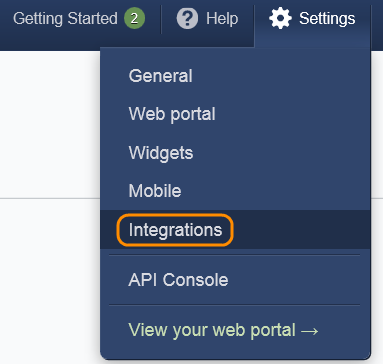 Getting Started 2 ? Help Settings
General
Web portal
Widgets
Mobile
Integrations
API Console
View your web portal →